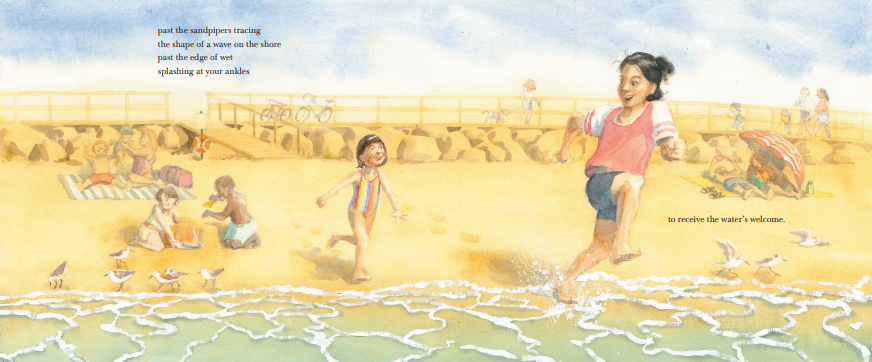 past the sandpipers tracing
the shape of a wave on the shore
past the edge of wet
splashing at your ankles
to receive the water's welcome.